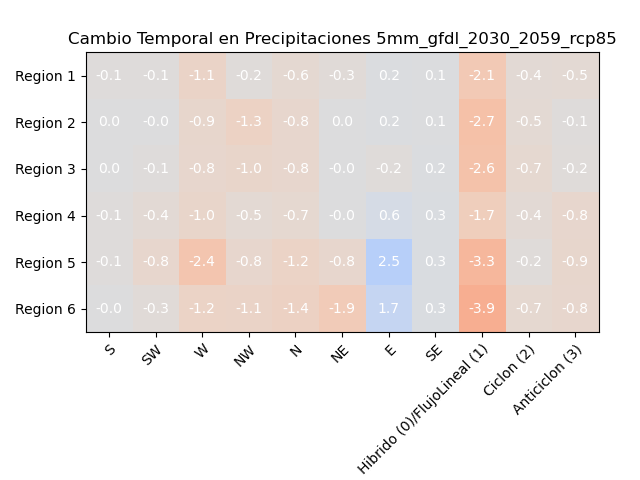 Cambio Temporal en Precipitaciones 5mm_gfdl_2030_2059_rcp85
Region 1 -0.1 -0.1 -1.1 -0.2 -0.6 -0.3 0.2 0.1 -2.1 -0.4 -0.5
Region 2 0.0 -0.0 -0.9 -1.3 -0.8 0.0 0.2 0.1 -2.7 -0.5 -0.1
Region 3 0.0 -0.1 -0.8 -1.0 -0.8 -0.0 -0.2 0.2 -2.6 -0.7 -0.2
Region 4 -0.1 -0.4 -1.0 -0.5 -0.7 -0.0 0.6 0.3 -1.7 -0.4 -0.8
Region 5 -0.1 -0.8 -2.4 -0.8 -1.2 -0.8 2.5 0.3 -3.3 -0.2 -0.9
Region 6 -0.0 -0.3 -1.2 -1.1 -1.4 -1.9 1.7 0.3 -3.9 -0.7 -0.8
S SW W NW N NE E SE Hibrido (0)/FlujoLineal (1) Ciclon (2) Anticiclon (3)